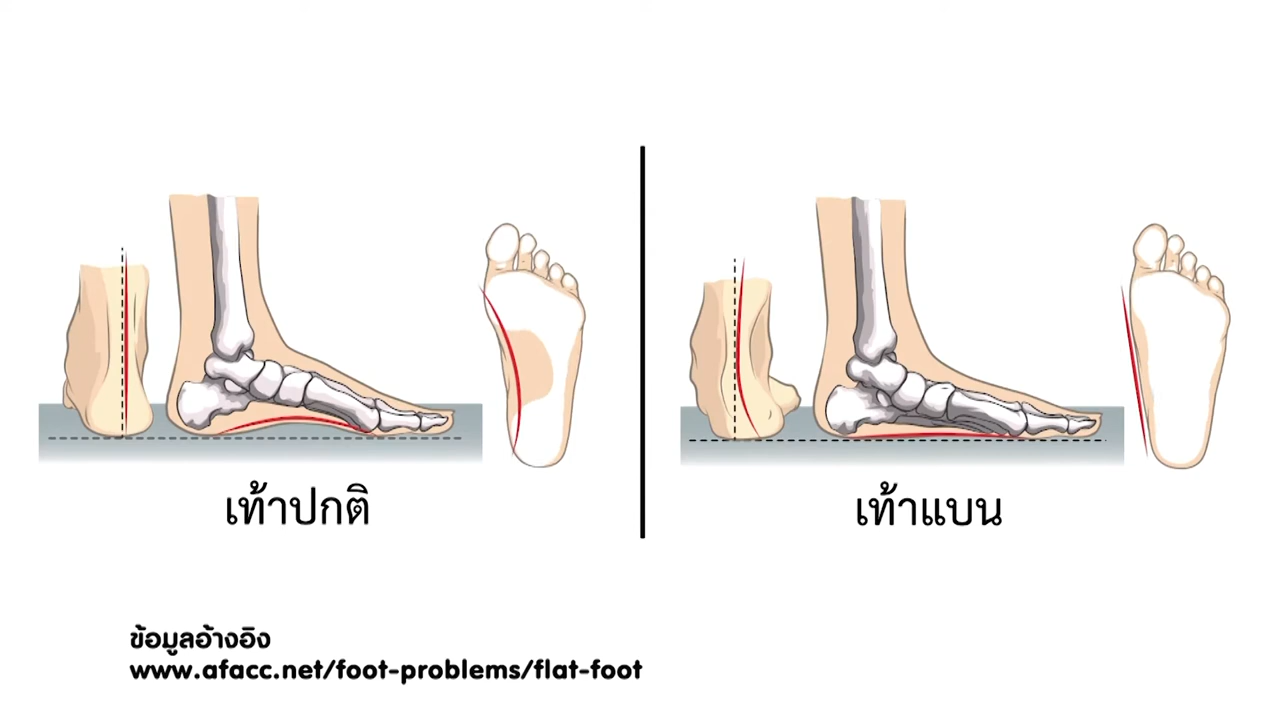 เท้าปกติ
เท้าแบน
ข้อมูลอ้างอิง
www.afacc.net/foot-problems/flat-foot